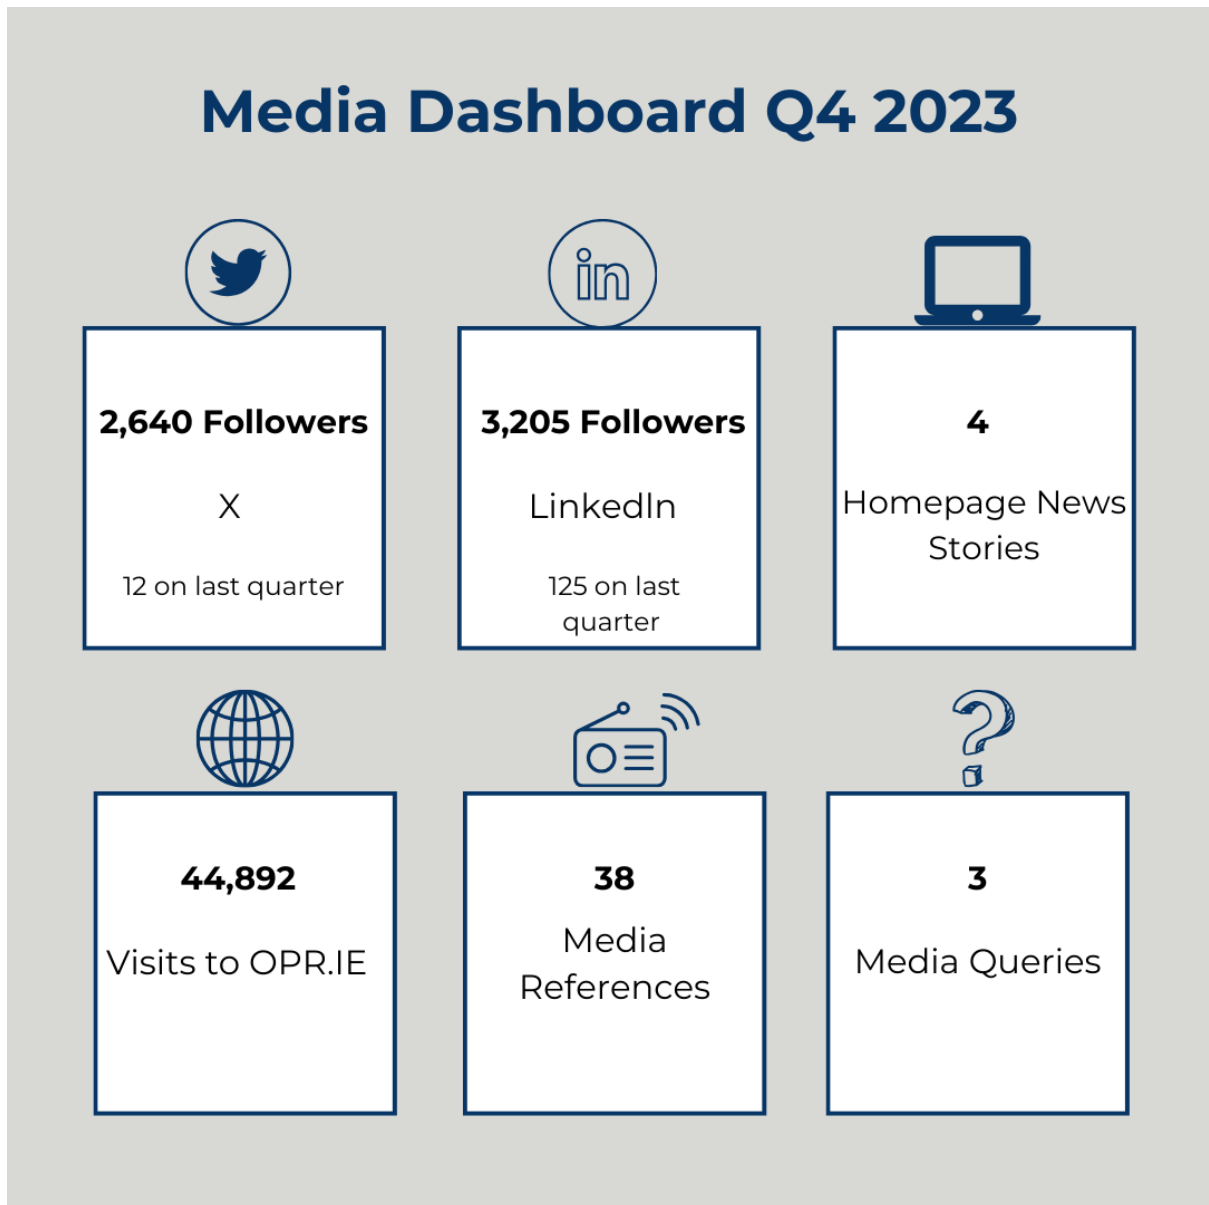 Media Dashboard Q4 2023
in
2,640 Followers
X
12 on last quarter
3,205 Followers
LinkedIn
125 on last
quarter
4
Homepage News
Stories
?
44,892
Visits to OPR.IE
38
Media
References
3
Media Queries